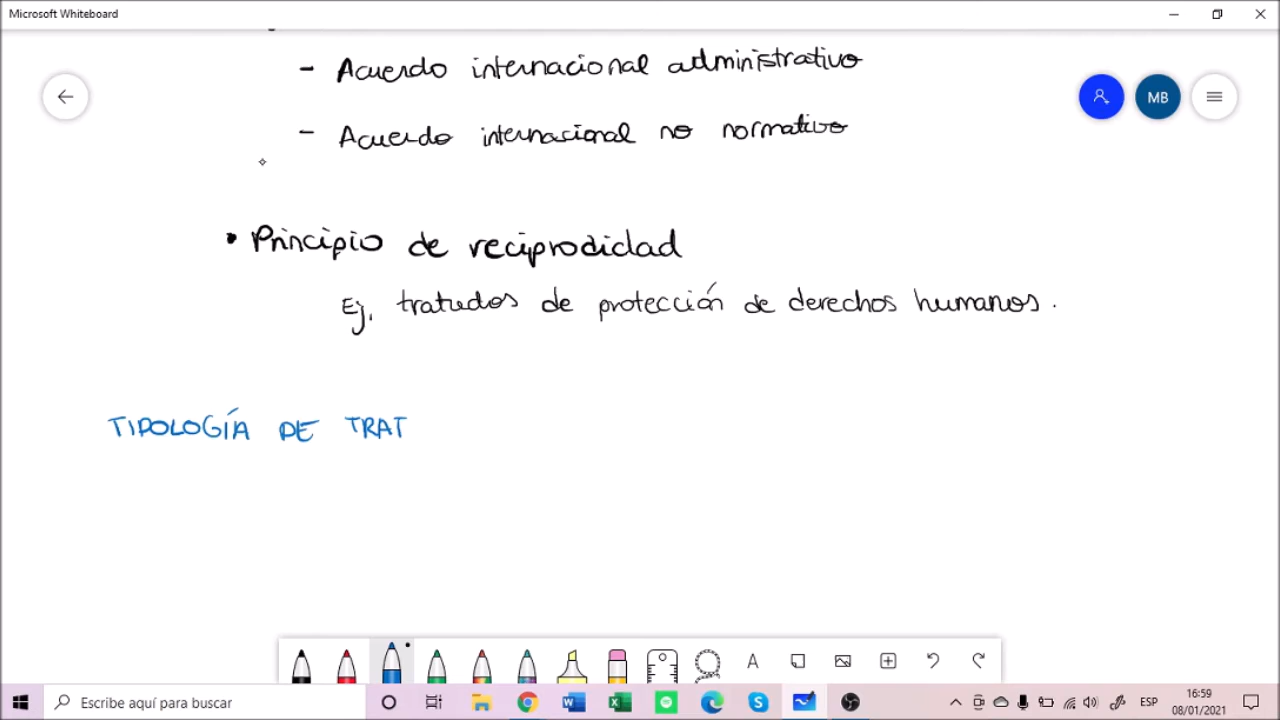 Microsoft Whiteboard
- Acuerdo internacional administrativo
- Acuerdo internacional no normativo
MB
• Principio de reciprodidad
Ej, tratados de protección de derechos humanos.
TIPOLOGÍA DE TRAT
A
Escribe aquí para buscar
ESP
16:59
08/01/2021